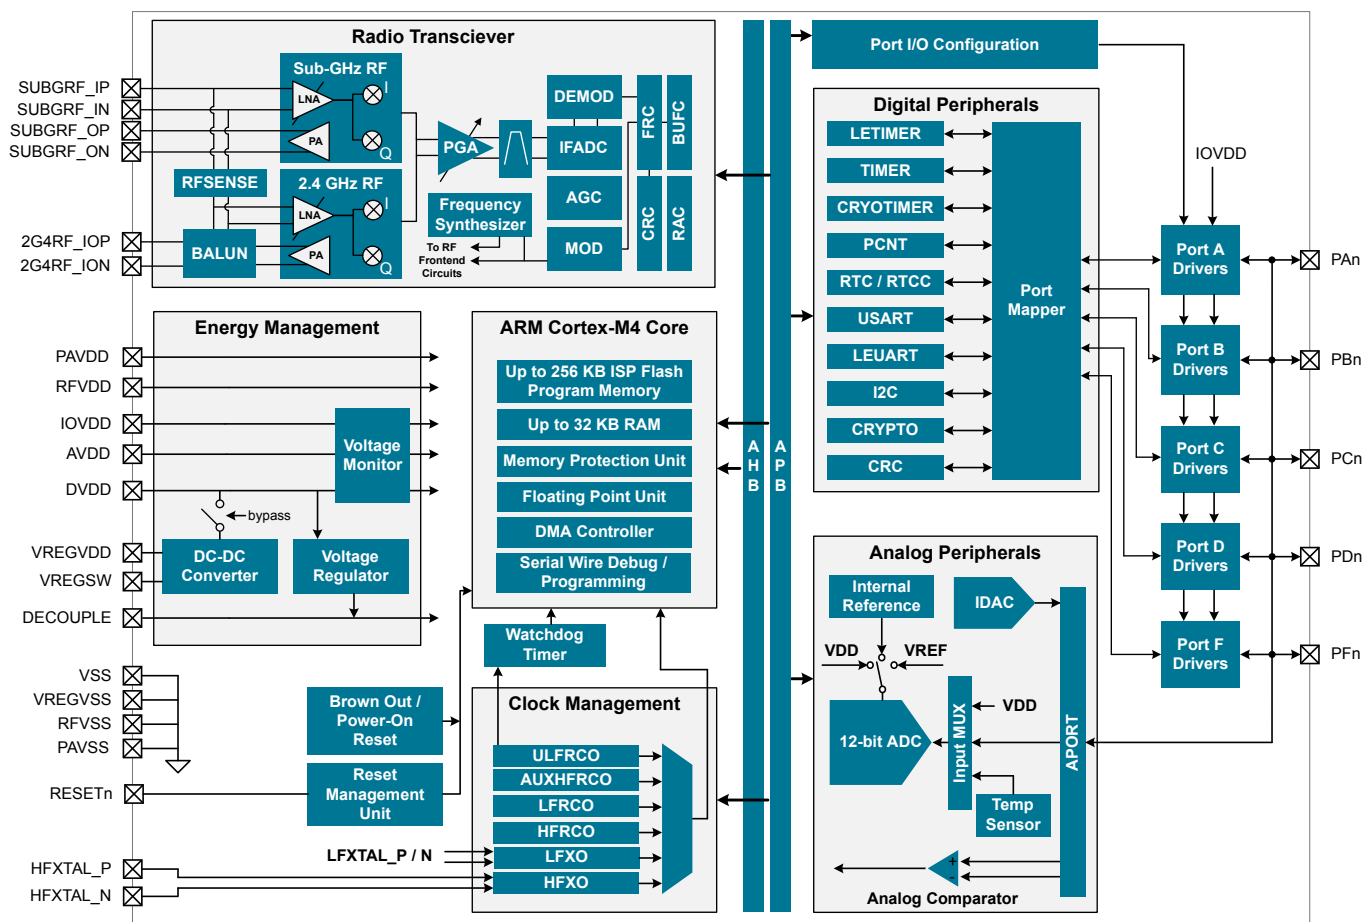 Radio Transciever
SUBGRF_IP
SUBGRF_IN
SUBGRF_OP
SUBGRF_ON
2G4RF_IOP
2G4RF_ION
Sub-GHz RF
LNA
I
PA
Q
RFSENSE
2.4 GHz RF
LNA
I
BALUN
PA
Q
PGA
Frequency
Synthesizer
To RF
Frontend
Circuits
DEMOD
IFADC
AGC
MOD
FRC
BUFC
CRC
RAC
Energy Management
PAVDD
RFVDD
IOVDD
AVDD
DVDD
VREGVDD
VREGSW
DECOUPLE
Voltage
Monitor
bypass
DC-DC
Converter
Voltage
Regulator
VSS
VREGVSS
RFVSS
PAVSS
RESETn
HFXTAL_P
HFXTAL_N
ARM Cortex-M4 Core
Up to 256 KB ISP Flash
Program Memory
Up to 32 KB RAM
Memory Protection Unit
Floating Point Unit
DMA Controller
Serial Wire Debug /
Programming
Watchdog
Timer
Brown Out /
Power-On
Reset
Reset
Management
Unit
Clock Management
ULFRCO
AUXHFRCO
LFRCO
HFRCO
LFXO
HFXO
LFXTAL_P / N
AHB
APB
Port I/O Configuration
Digital Peripherals
LETIMER
TIMER
CRYOTIMER
PCNT
RTC / RTCC
USART
LEUART
I2C
CRYPTO
CRC
Port
Mapper
IOVDD
Port A
Drivers
Port B
Drivers
Port C
Drivers
Port D
Drivers
Port F
Drivers
PAn
PBn
PCn
PDn
PFn
Analog Peripherals
Internal
Reference
IDAC
VDD
VREF
12-bit ADC
Input MUX
VDD
Temp
Sensor
APORT
+
-
Analog Comparator